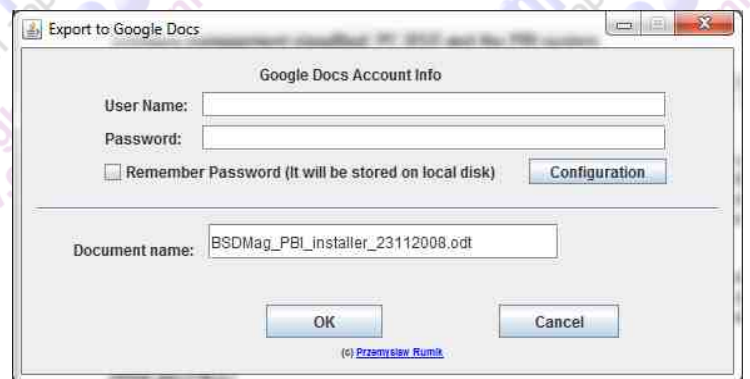 Export to Google Docs
Google Docs Account Info
User Name:
Password:
Remember Password (It will be stored on local disk)
Configuration
Document name:
BSDMag_PBI_installer_23112008.odt
OK
Cancel
(c) Przemyslaw Rumik